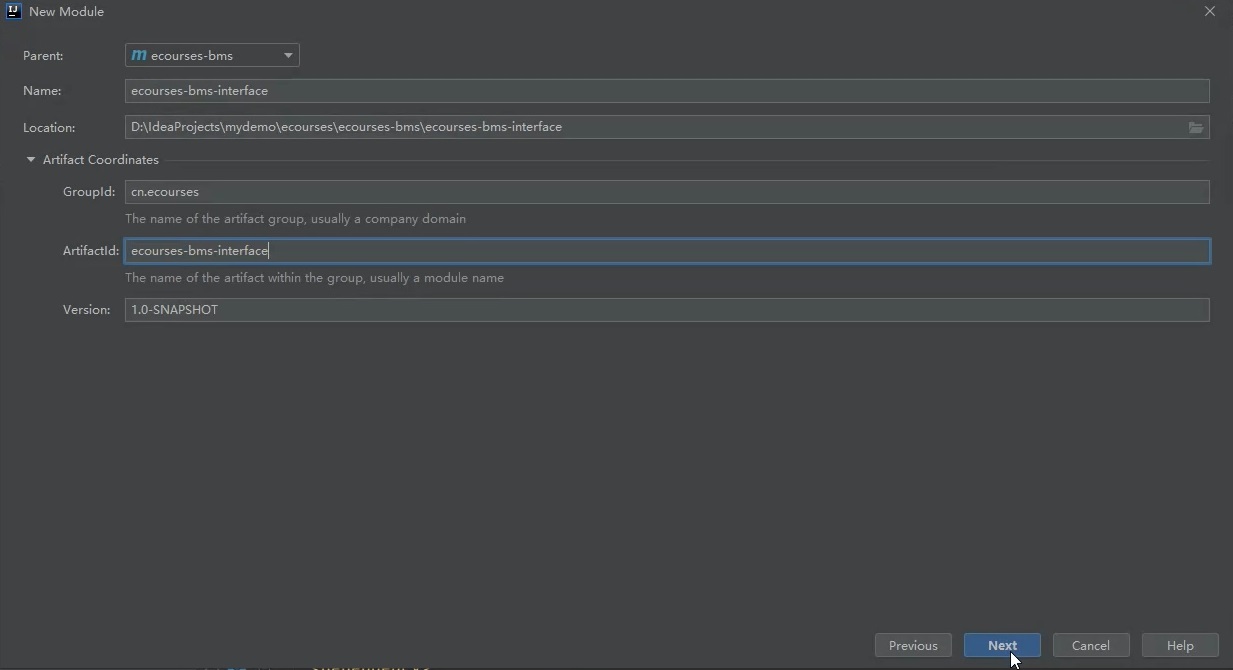 New Module
Parent: m ecourses-bms
Name: ecourses-bms-interface
Location: D:\IdeaProjects\mydemo\ecourses\ecourses-bms\ecourses-bms-interface
Artifact Coordinates
GroupId: cn.ecourses
The name of the artifact group, usually a company domain
ArtifactId: ecourses-bms-interface
The name of the artifact within the group, usually a module name
Version: 1.0-SNAPSHOT
Previous Next Cancel Help